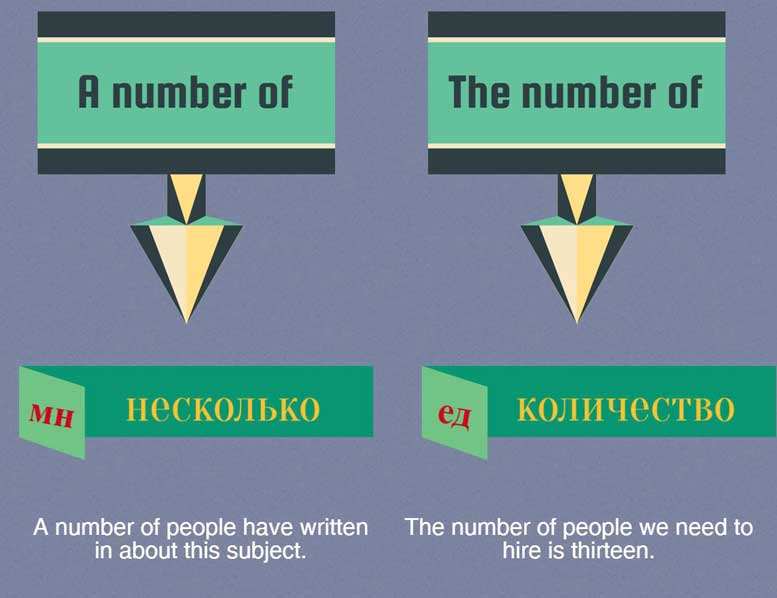 A number of
The number of
мн
несколько
ед
количество
A number of people have written
in about this subject.
The number of people we need to
hire is thirteen.